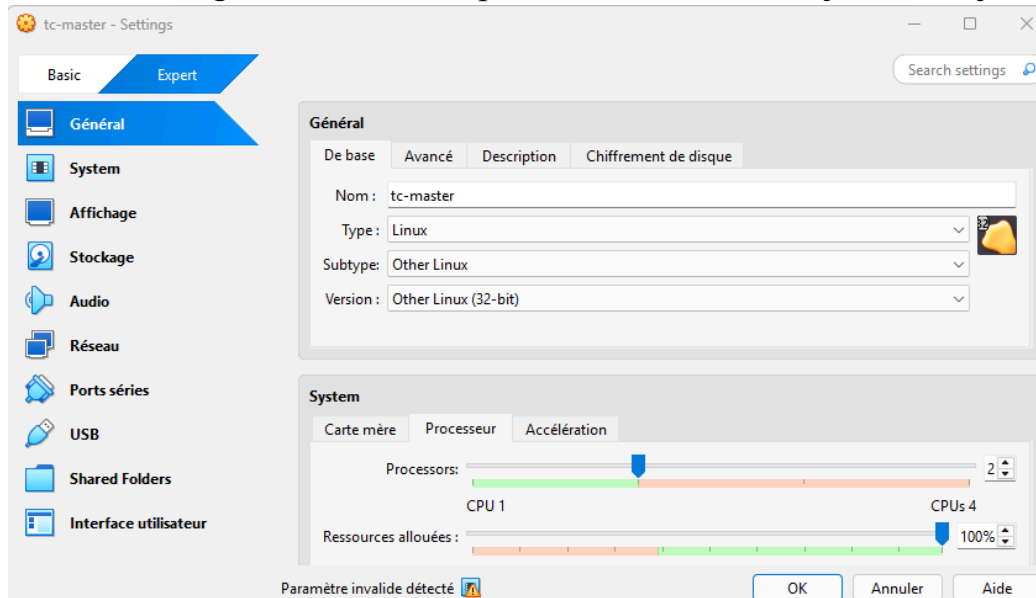 tc-master - Settings
Basic
Expert
Search settings
Général
System
Affichage
Stockage
Audio
Réseau
Ports séries
USB
Shared Folders
Interface utilisateur
Général
De base
Avancé
Description
Chiffrement de disque
Nom : tc-master
Type : Linux
32
Subtype: Other Linux
Version : Other Linux (32-bit)
System
Carte mère
Processeur
Accélération
Processors:
2
CPU 1
CPUs 4
Ressources allouées :
100%
Paramètre invalide détecté
OK
Annuler
Aide